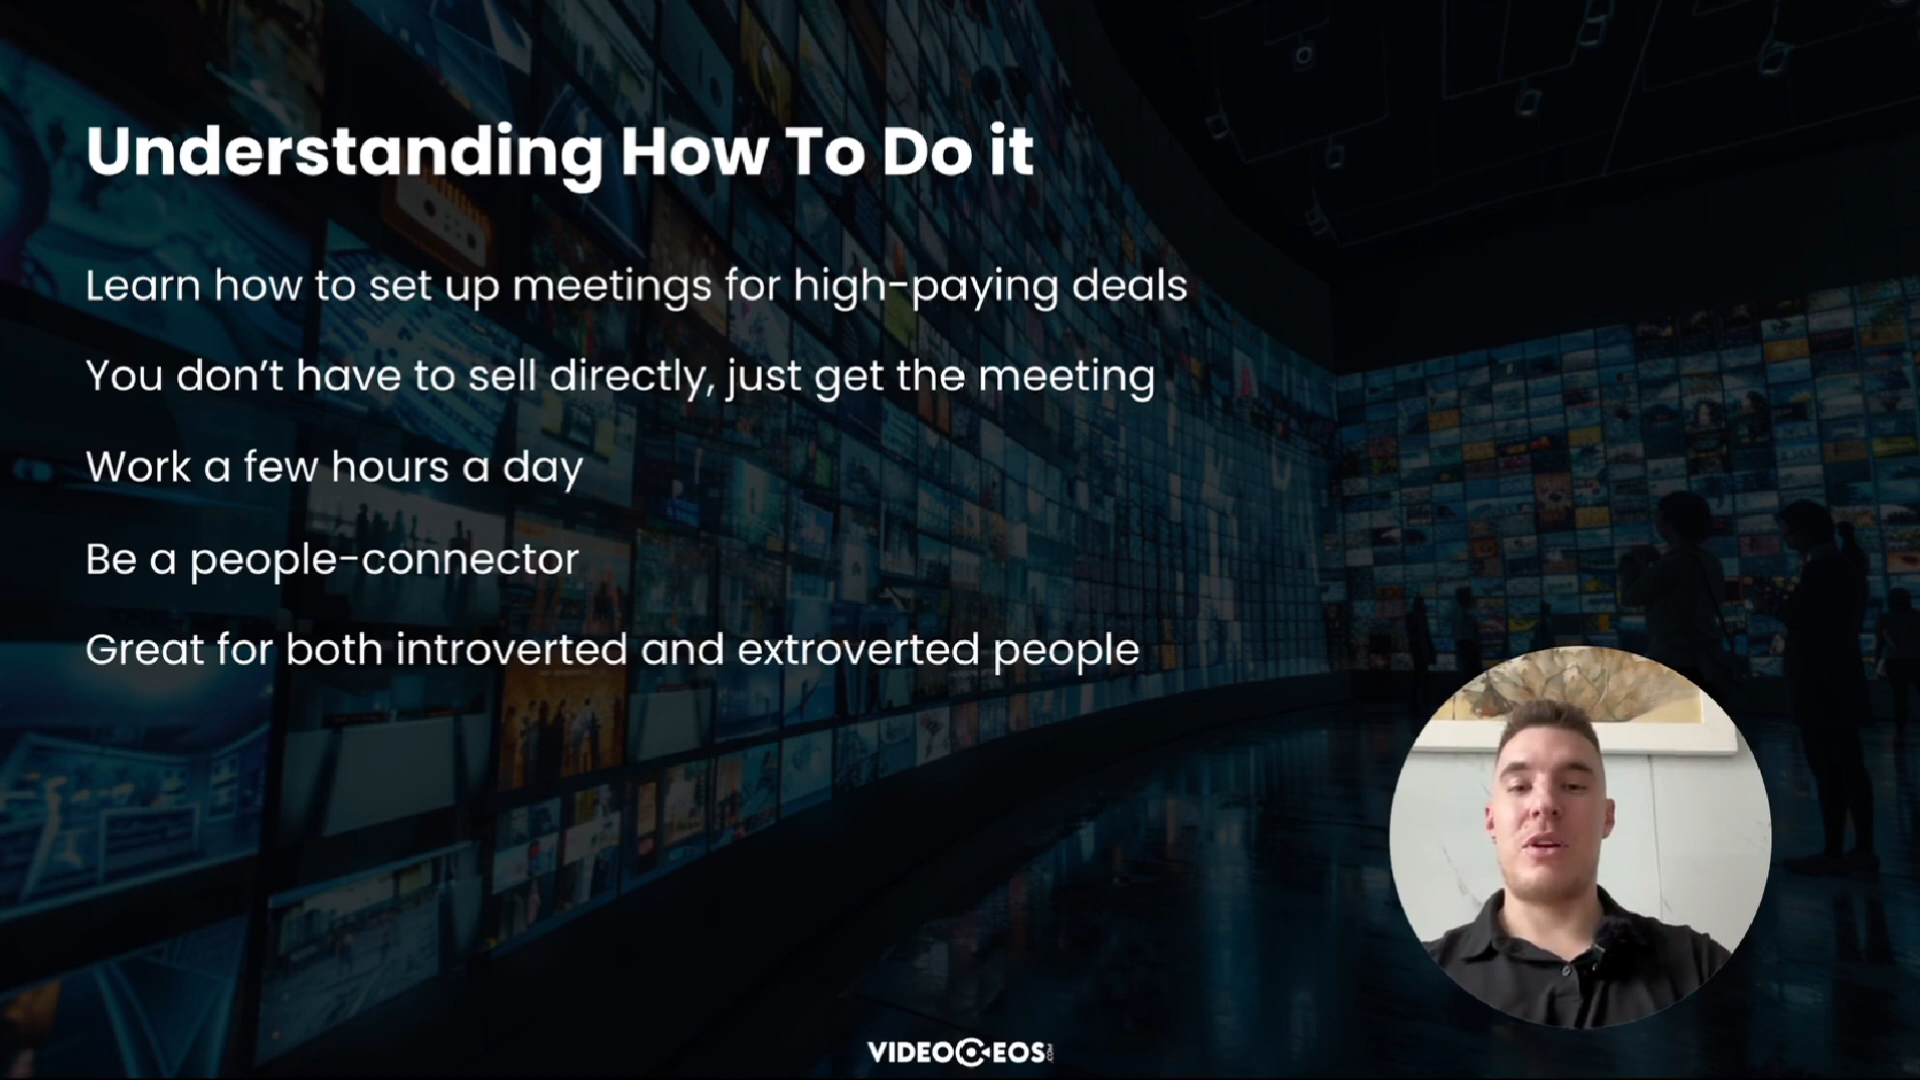 Understanding How To Do it
Learn how to set up meetings for high-paying deals
You don’t have to sell directly, just get the meeting
Work a few hours a day
Be a people-connector
Great for both introverted and extroverted people
VIDEO CEOS